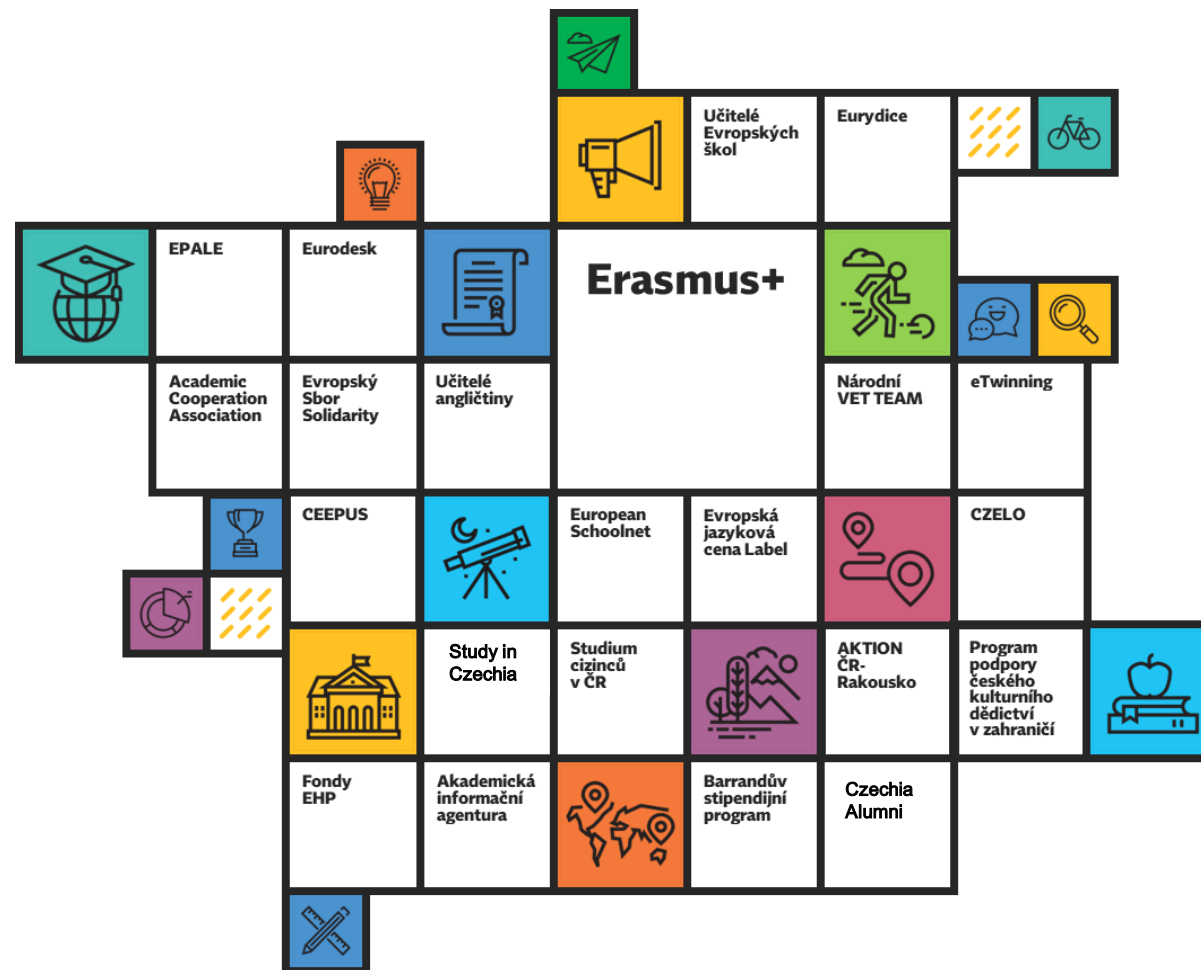 Učitelé
Evropských
škol
Eurydice
EPALE
Eurodesk
Erasmus+
Academic
Cooperation
Association
Evropský
Sbor
Solidarity
Učitelé
angličtiny
Národní
VET TEAM
eTwinning
CEEPUS
European
Schoolnet
Evropská
jazyková
cena Label
CZELO
Study in
Czechia
Studium
cizinců
v ČR
AKTION
ČR-
Rakousko
Program
podpory
českého
kulturního
dědictví
v zahraničí
Fondy
EHP
Akademická
informační
agentura
Barrandův
stipendijní
program
Czechia
Alumni